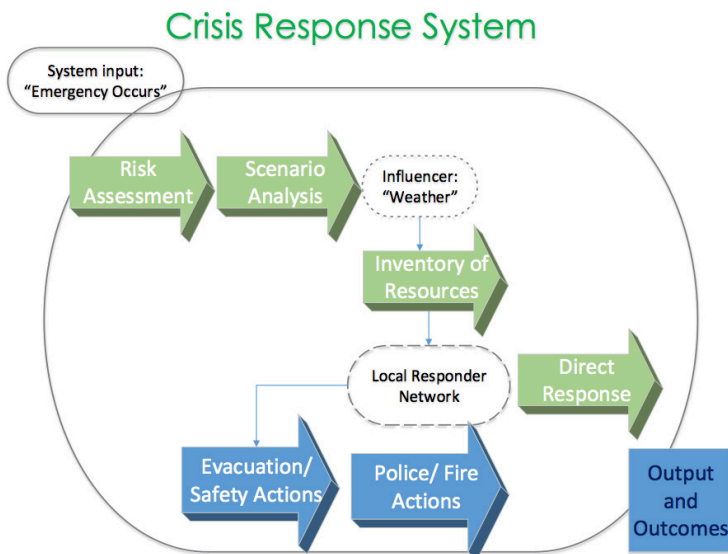 Crisis Response System
System input:
“Emergency Occurs”
Risk
Assessment
Scenario
Analysis
Influencer:
“Weather”
Inventory of
Resources
Local Responder
Network
Direct
Response
Evacuation/
Safety Actions
Police/ Fire
Actions
Output
and
Outcomes